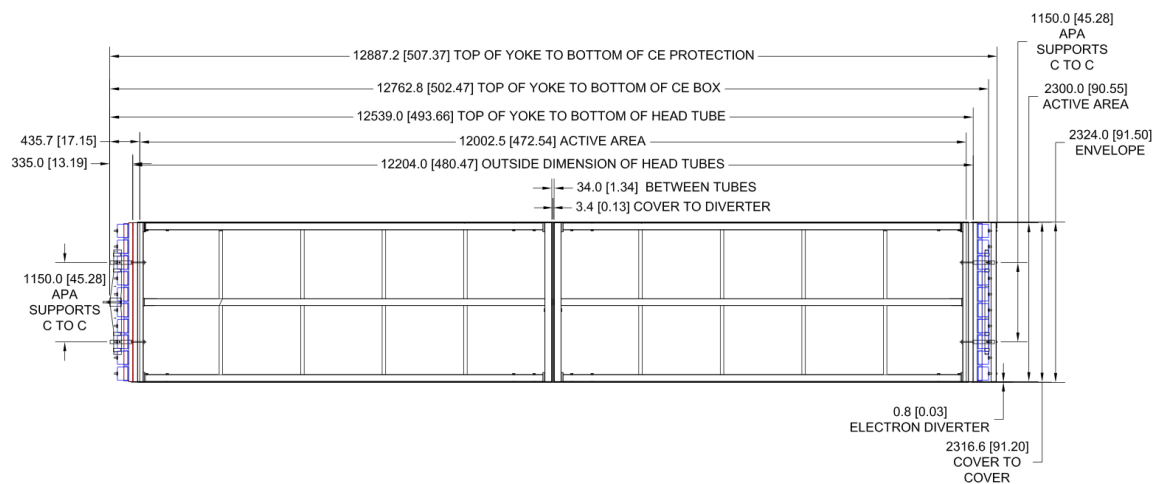 1150.0 [45.28]
APA
SUPPORTS
C TO C
12887.2 [507.37] TOP OF YOKE TO BOTTOM OF CE PROTECTION
12762.8 [502.47] TOP OF YOKE TO BOTTOM OF CE BOX
2300.0 [90.55]
ACTIVE AREA
12539.0 [493.66] TOP OF YOKE TO BOTTOM OF HEAD TUBE
435.7 [17.15]
12002.5 [472.54] ACTIVE AREA
2324.0 [91.50]
ENVELOPE
335.0 [13.19]
12204.0 [480.47] OUTSIDE DIMENSION OF HEAD TUBES
34.0 [1.34] BETWEEN TUBES
3.4 [0.13] COVER TO DIVERTER
1150.0 [45.28]
APA
SUPPORTS
C TO C
0.8 [0.03]
ELECTRON DIVERTER
2316.6 [91.20]
COVER TO
COVER